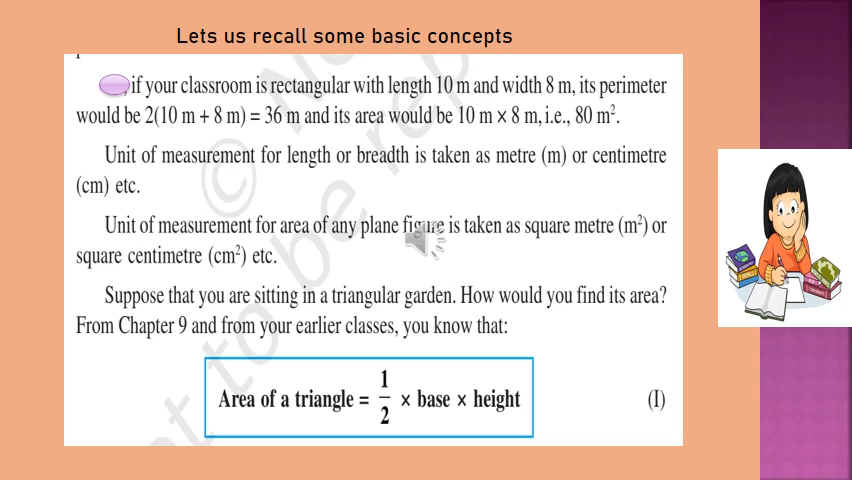 Lets us recall some basic concepts
, if your classroom is rectangular with length 10 m and width 8 m, its perimeter
would be 2(10 m + 8 m) = 36 m and its area would be 10 m × 8 m, i.e., 80 m².
Unit of measurement for length or breadth is taken as metre (m) or centimetre
(cm) etc.
Unit of measurement for area of any plane figure is taken as square metre (m²) or
square centimetre (cm²) etc.
Suppose that you are sitting in a triangular garden. How would you find its area?
From Chapter 9 and from your earlier classes, you know that:
Area of a triangle = 1/2 × base × height (I)